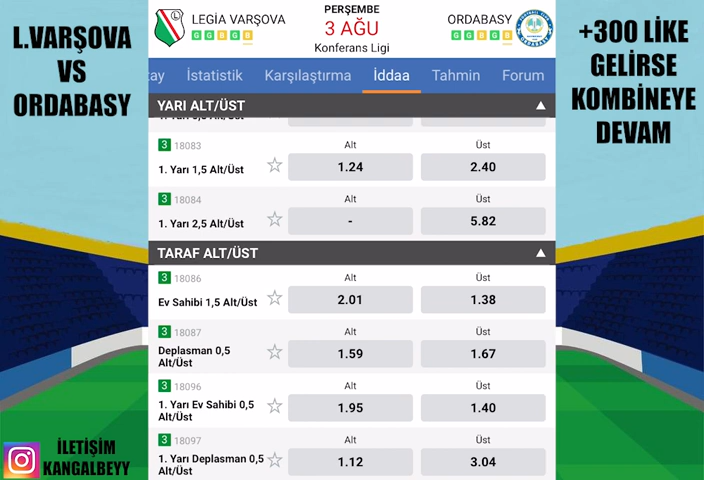 L.VARŞOVA
VS
ORDABASY
LEGİA VARŞOVA
G G B G B
PERŞEMBE
3 AĞU
Konferans Ligi
ORDABASY
G G B G B
+300 LİKE
GELİRSE
KOMBİNEYE
DEVAM
tay İstatistik Karşılaştırma İddaa Tahmin Forum
YARI ALT/ÜST
3 18083
1. Yarı 1,5 Alt/Üst
Alt Üst
1.24 2.40
3 18084
1. Yarı 2,5 Alt/Üst
Alt Üst
- 5.82
TARAF ALT/ÜST
3 18086
Ev Sahibi 1,5 Alt/Üst
Alt Üst
2.01 1.38
3 18087
Deplasman 0,5
Alt/Üst
Alt Üst
1.59 1.67
3 18096
1. Yarı Ev Sahibi 0,5
Alt/Üst
Alt Üst
1.95 1.40
3 18097
1. Yarı Deplasman 0,5
Alt/Üst
Alt Üst
1.12 3.04
İLETİŞİM
KANGALBEYY